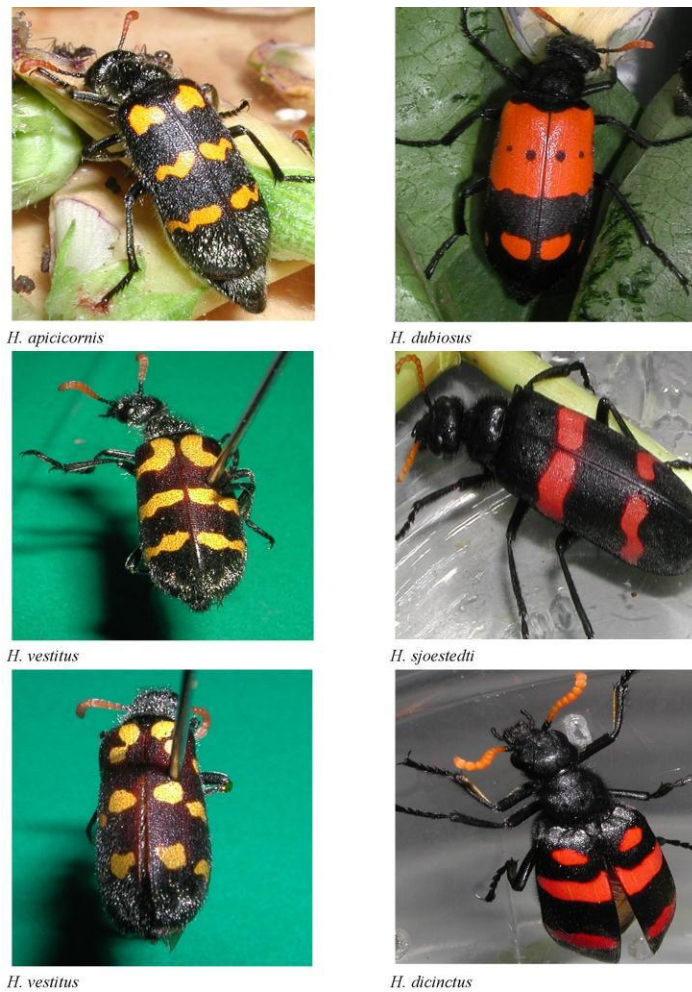 H. apicicornis
H. dubiosus
H. vestitus
H. sjoestedti
H. vestitus
H. dicinctus